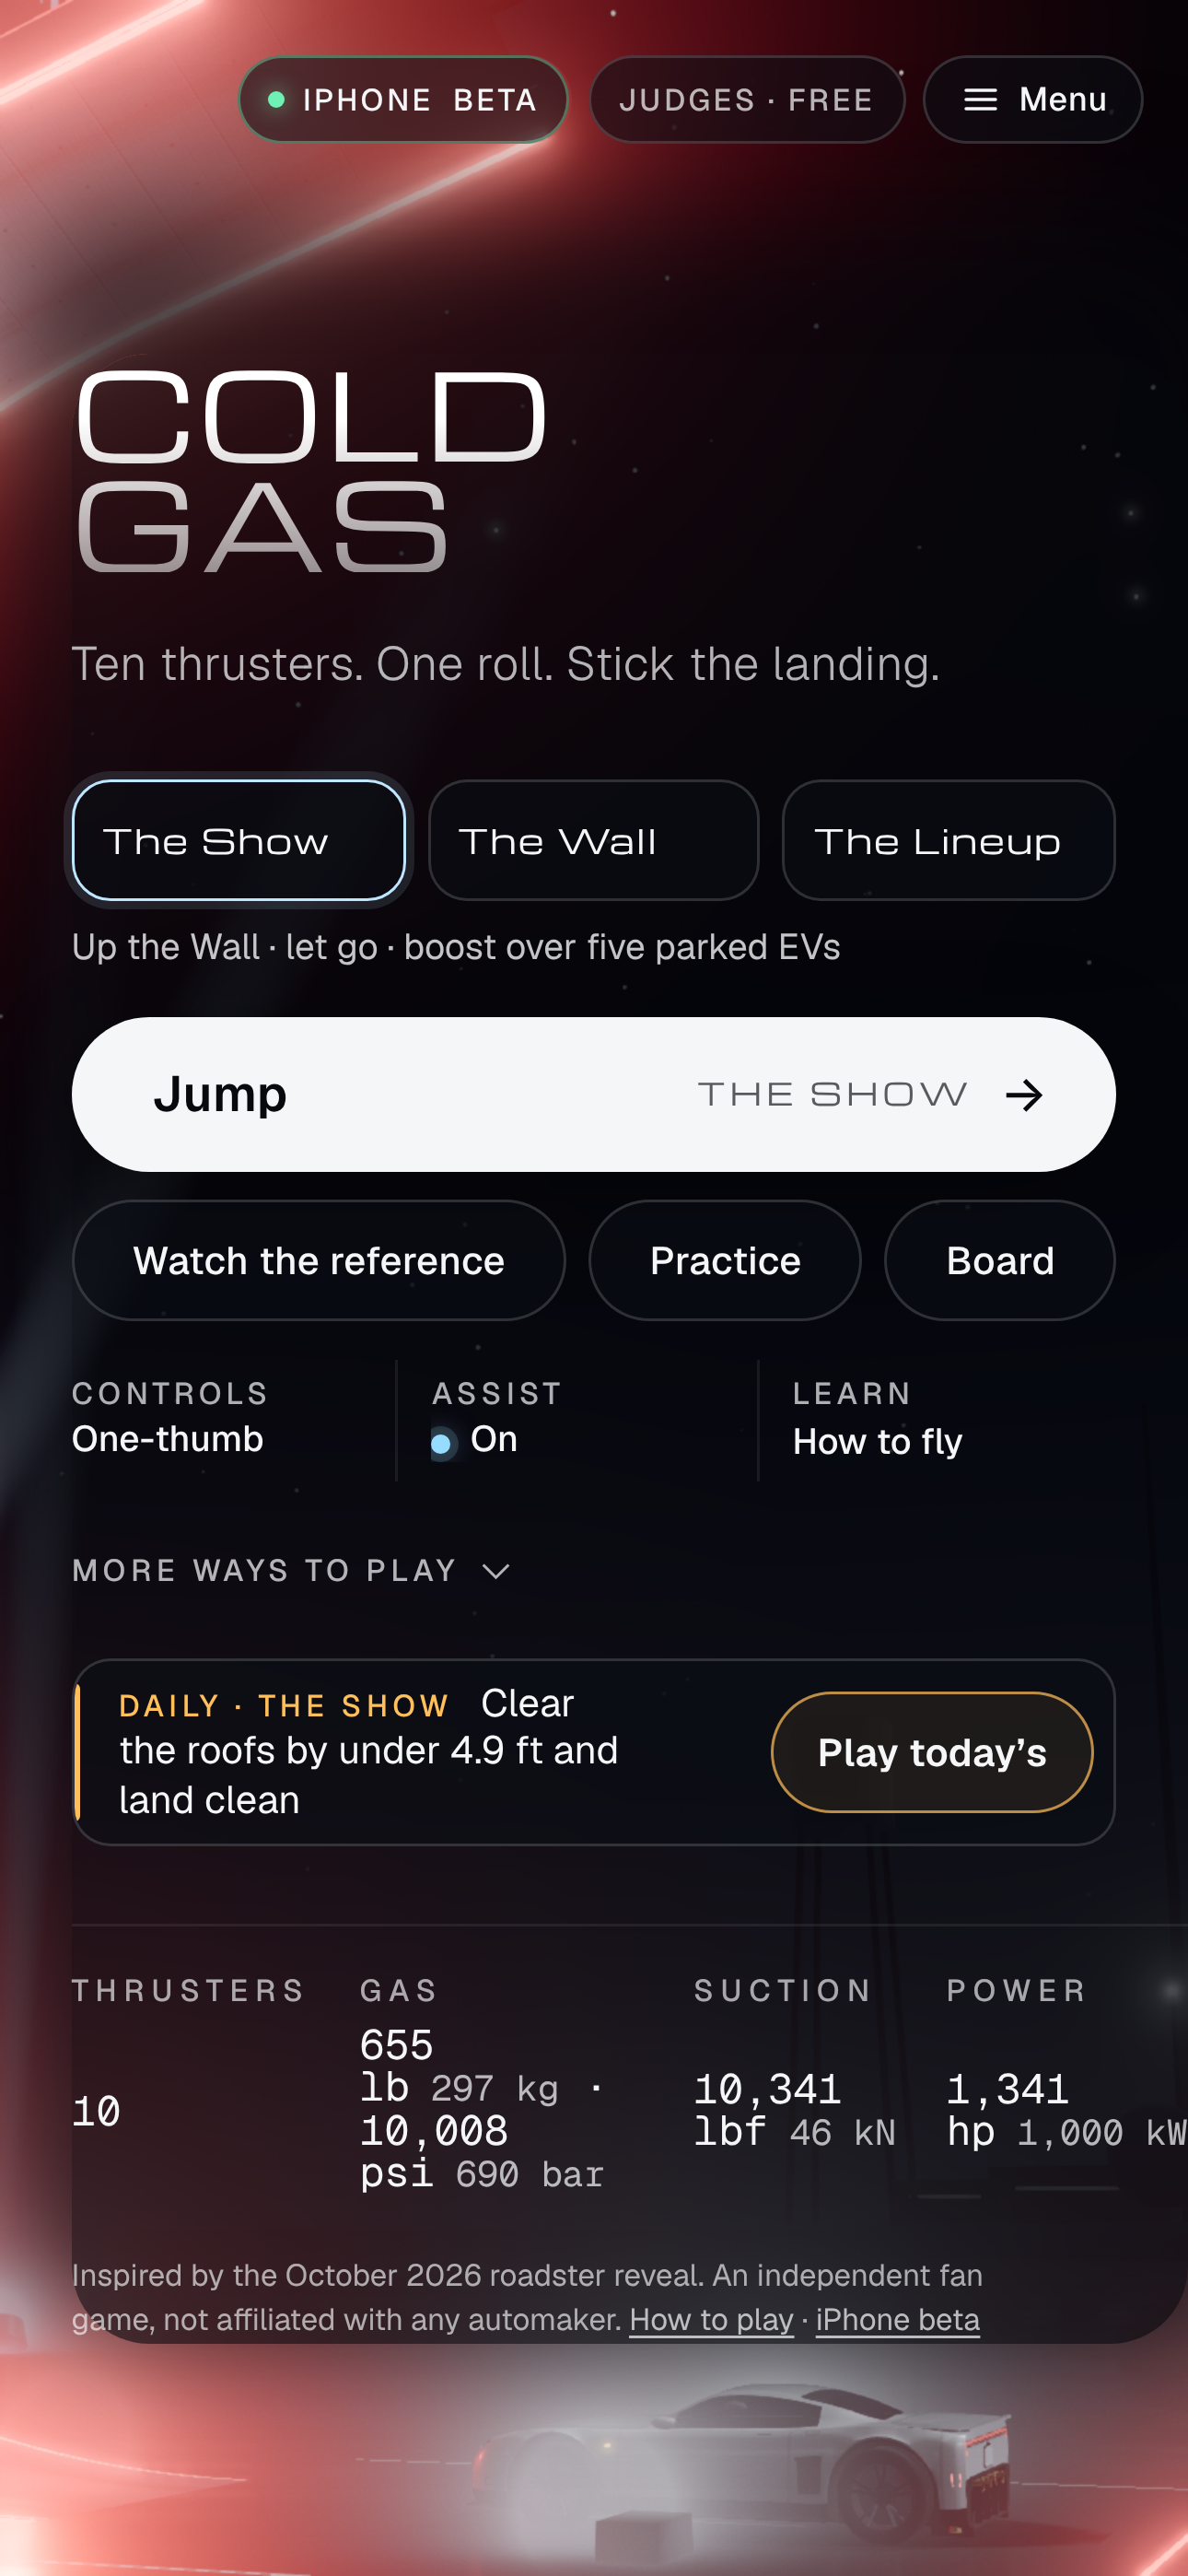 IPHONE BETA
JUDGES · FREE
Menu
COLD
GAS
Ten thrusters. One roll. Stick the landing.
The Show
The Wall
The Lineup
Up the Wall · let go · boost over five parked EVs
Jump
THE SHOW →
Watch the reference
Practice
Board
CONTROLS
One-thumb
ASSIST
On
LEARN
How to fly
MORE WAYS TO PLAY
DAILY · THE SHOW Clear
the roofs by under 4.9 ft and
land clean
Play today’s
THRUSTERS
10
GAS
655
lb 297 kg ·
10,008
psi 690 bar
SUCTION
10,341
lbf 46 kN
POWER
1,341
hp 1,000 kW
Inspired by the October 2026 roadster reveal. An independent fan
game, not affiliated with any automaker. How to play · iPhone beta